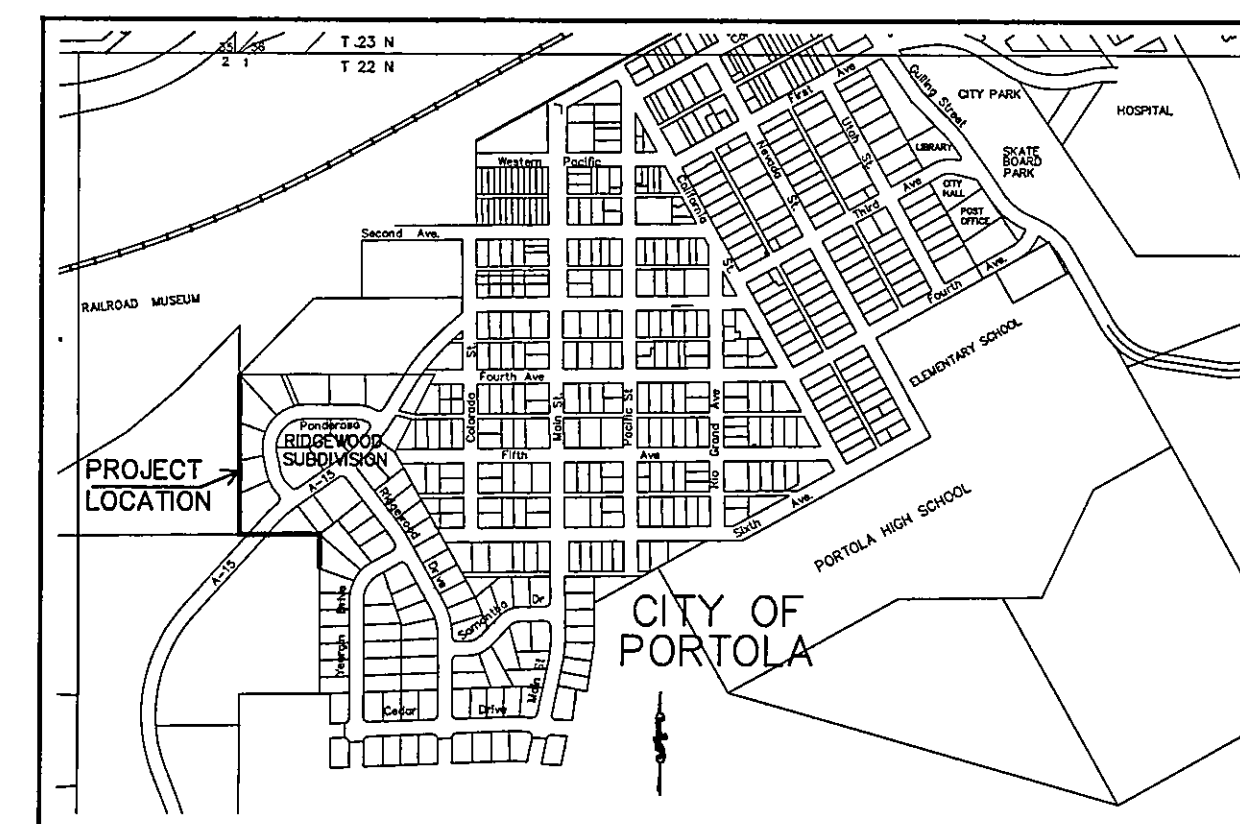 35 36
T 23 N
2 1
T 22 N
First Ave
Gulling Street
CITY PARK
HOSPITAL
Utah St.
Nevada St.
LIBRARY
SKATE
BOARD
PARK
Western Pacific
California St.
CITY
HALL
POST
OFFICE
Third Ave
Second Ave.
Fourth Ave.
RAILROAD MUSEUM
ELEMENTARY SCHOOL
Colorado St.
Fourth Ave
Main St.
Pacific St
Rio Grand Ave
Ponderosa
RIDGEWOOD
SUBDIVISION
Fifth Ave
PROJECT
LOCATION
A-15
Ridgewood Drive
Sixth Ave.
PORTOLA HIGH SCHOOL
A-15
Yeargin Drive
Samantha Dr
CITY OF
PORTOLA
Main St
Cedar Drive